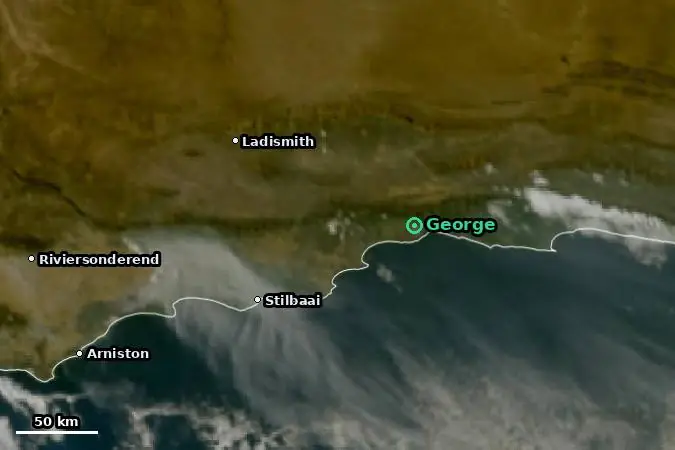 Ladismith
George
Riviersonderend
Stilbaai
Arniston
50 km